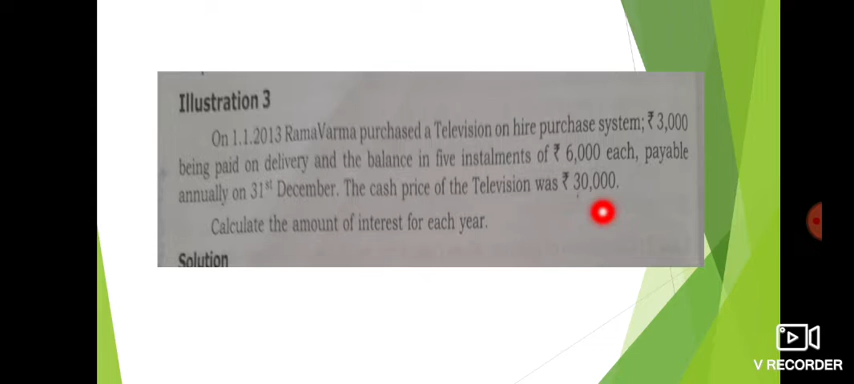 Illustration 3
On 1.1.2013 RamaVarma purchased a Television on hire purchase system; ₹ 3,000
being paid on delivery and the balance in five instalments of ₹ 6,000 each, payable
annually on 31st December. The cash price of the Television was ₹ 30,000.
Calculate the amount of interest for each year.
Solution
V RECORDER